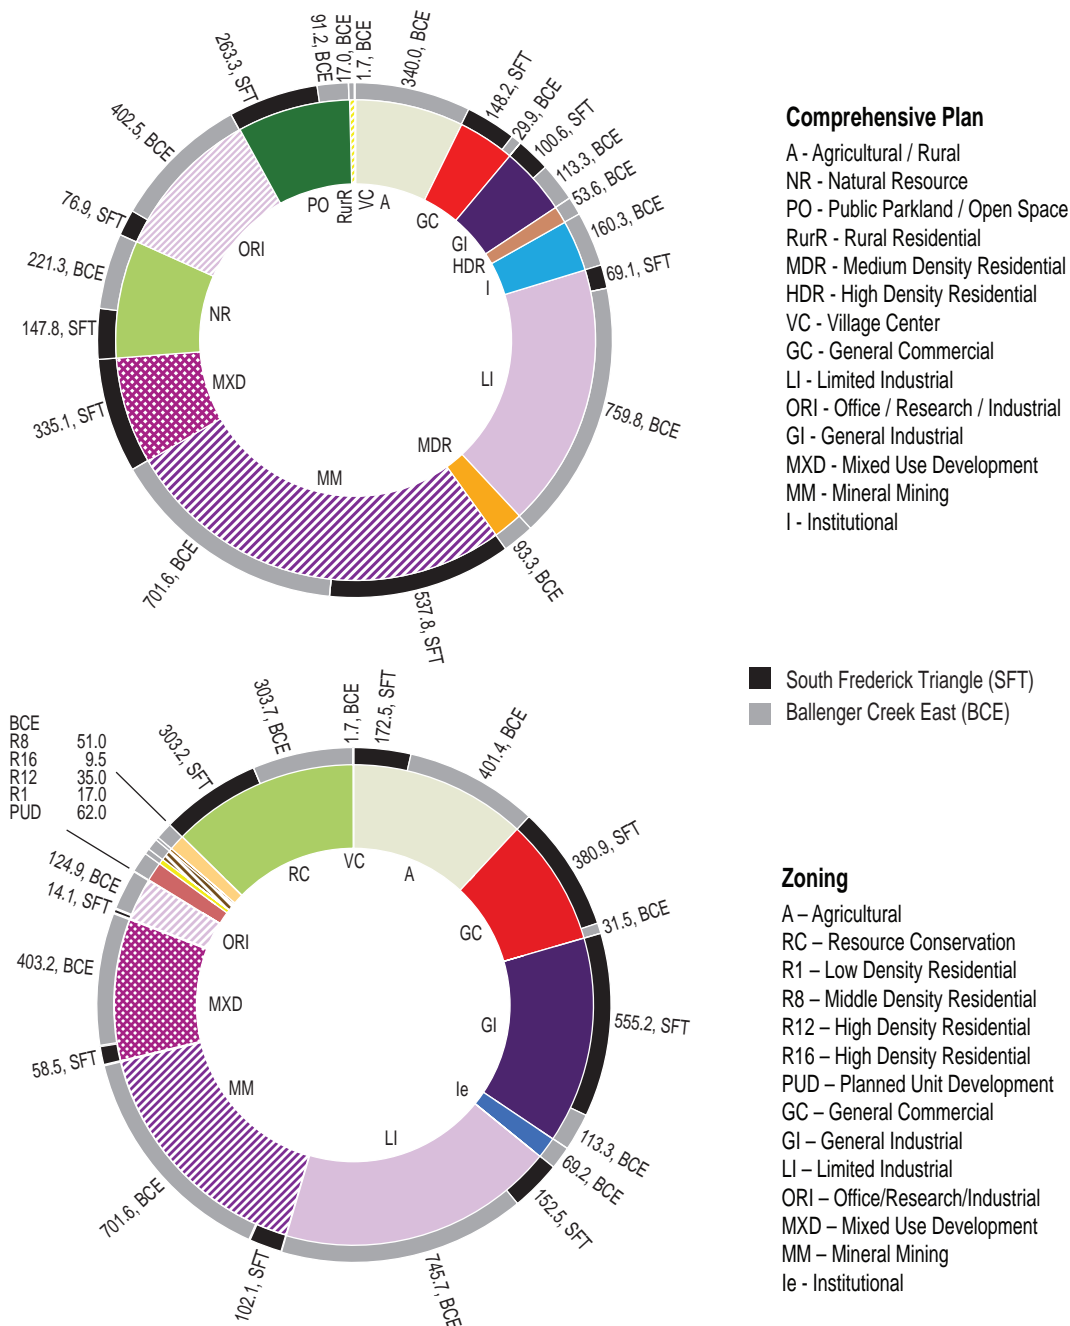 91.2, BCE
17.0, BCE
1.7, BCE
340.0, BCE
148.2, SFT
29.9, BCE
100.6, SFT
113.3, BCE
53.6, BCE
160.3, BCE
69.1, SFT
759.8, BCE
93.3, BCE
537.8, SFT
701.6, BCE
335.1, SFT
147.8, SFT
221.3, BCE
76.9, SFT
402.5, BCE
263.3, SFT
PO
RurR
VC
A
GC
GI
HDR
I
LI
MDR
MM
MXD
NR
ORI
Comprehensive Plan
A - Agricultural / Rural
NR - Natural Resource
PO - Public Parkland / Open Space
RurR - Rural Residential
MDR - Medium Density Residential
HDR - High Density Residential
VC - Village Center
GC - General Commercial
LI - Limited Industrial
ORI - Office / Research / Industrial
GI - General Industrial
MXD - Mixed Use Development
MM - Mineral Mining
I - Institutional
South Frederick Triangle (SFT)
Ballenger Creek East (BCE)
BCE
R8 51.0
R16 9.5
R12 35.0
R1 17.0
PUD 62.0
303.2, SFT
303.7, BCE
1.7, BCE
172.5, SFT
401.4, BCE
380.9, SFT
31.5, BCE
555.2, SFT
113.3, BCE
69.2, BCE
152.5, SFT
745.7, BCE
102.1, SFT
701.6, BCE
58.5, SFT
403.2, BCE
14.1, SFT
124.9, BCE
RC
VC
A
GC
GI
Ie
LI
MM
MXD
ORI
Zoning
A – Agricultural
RC – Resource Conservation
R1 – Low Density Residential
R8 – Middle Density Residential
R12 – High Density Residential
R16 – High Density Residential
PUD – Planned Unit Development
GC – General Commercial
GI – General Industrial
LI – Limited Industrial
ORI – Office/Research/Industrial
MXD – Mixed Use Development
MM – Mineral Mining
Ie - Institutional